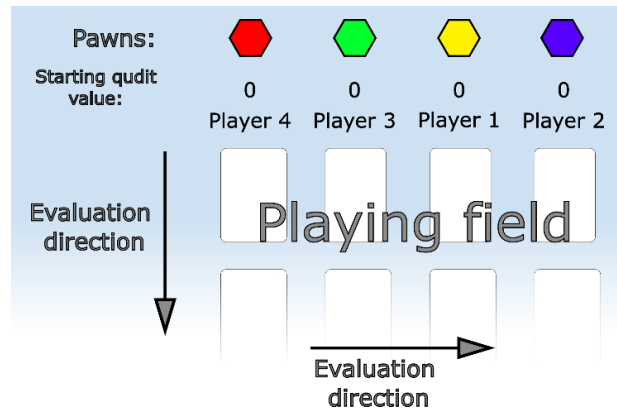 Pawns:
Starting qudit
value:
0 0 0 0
Player 4 Player 3 Player 1 Player 2
Evaluation
direction
Playing field
Evaluation
direction